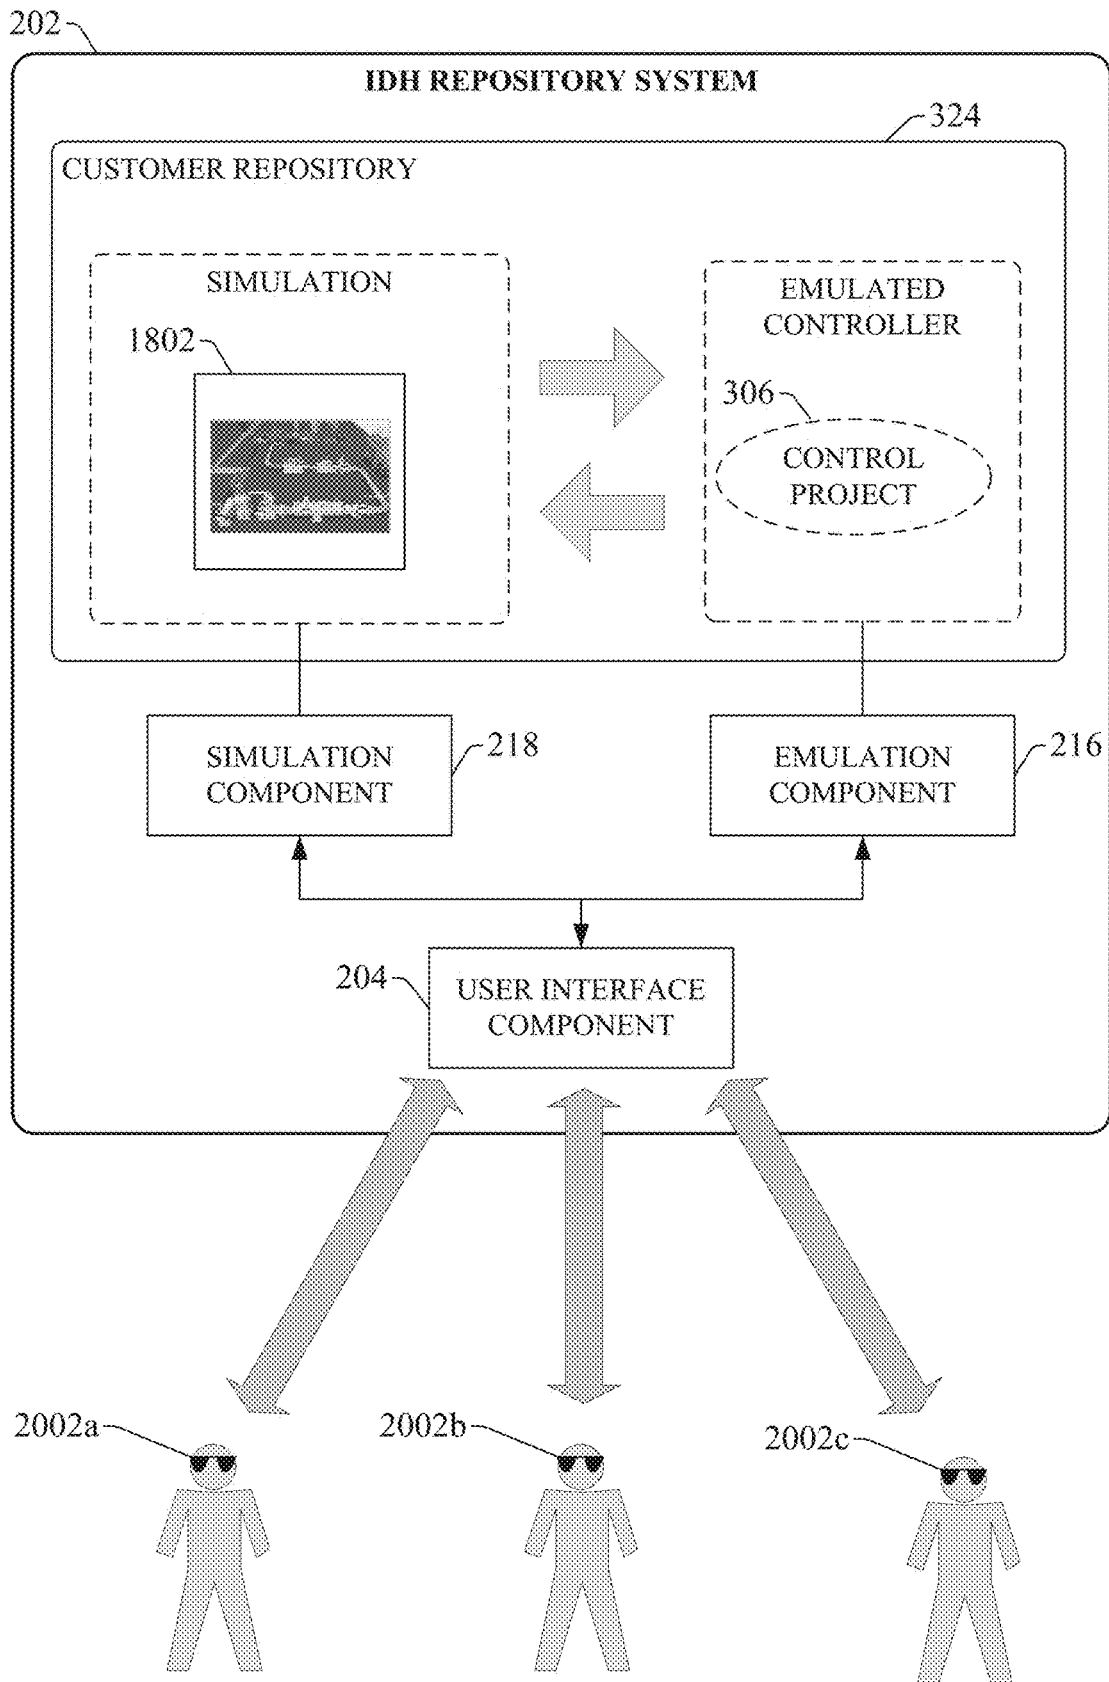 202
IDH REPOSITORY SYSTEM
324
CUSTOMER REPOSITORY
SIMULATION
1802
EMULATED
CONTROLLER
306
CONTROL
PROJECT
SIMULATION
COMPONENT
218
EMULATION
COMPONENT
216
204
USER INTERFACE
COMPONENT
2002a
2002b
2002c